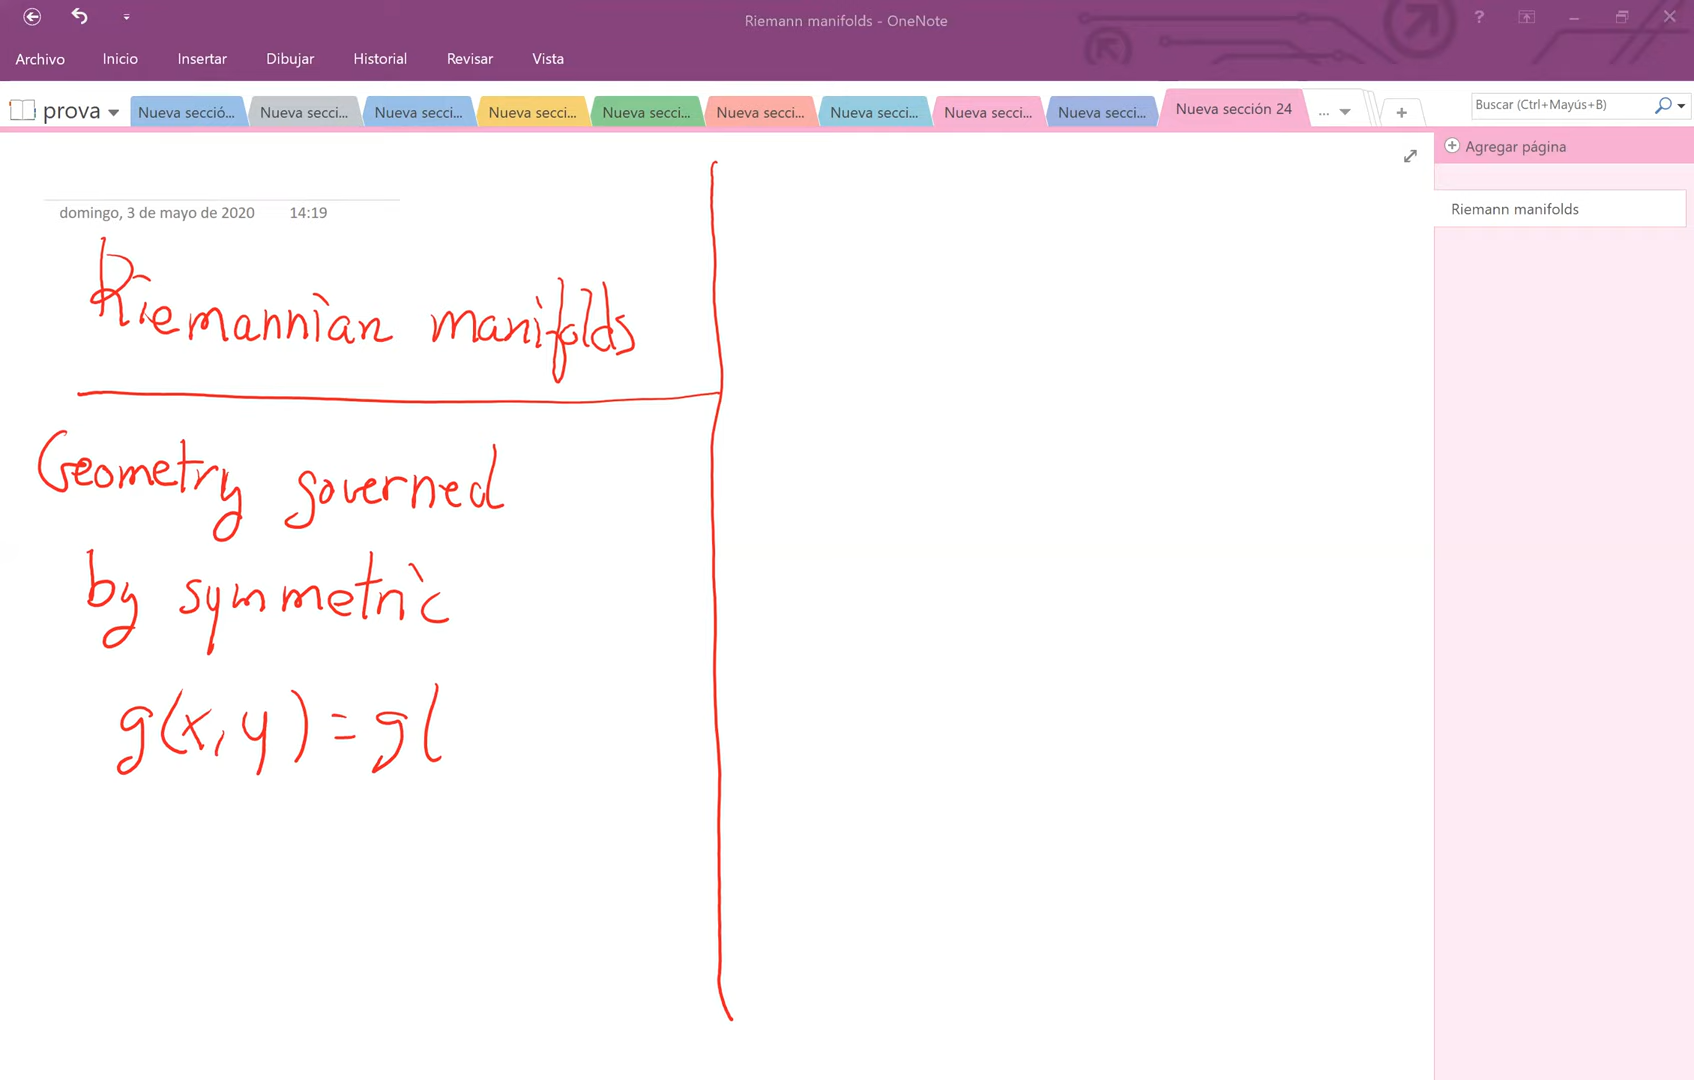 Riemann manifolds - OneNote
?
Archivo Inicio Insertar Dibujar Historial Revisar Vista
prova Nueva secció... Nueva secci... Nueva secci... Nueva secci... Nueva secci... Nueva secci... Nueva secci... Nueva secci... Nueva secci... Nueva sección 24 ... +
Buscar (Ctrl+Mayús+B)
Agregar página
Riemann manifolds
domingo, 3 de mayo de 2020 14:19
Riemannian manifolds
Geometry governed
by symmetric
g(x,y)=g(